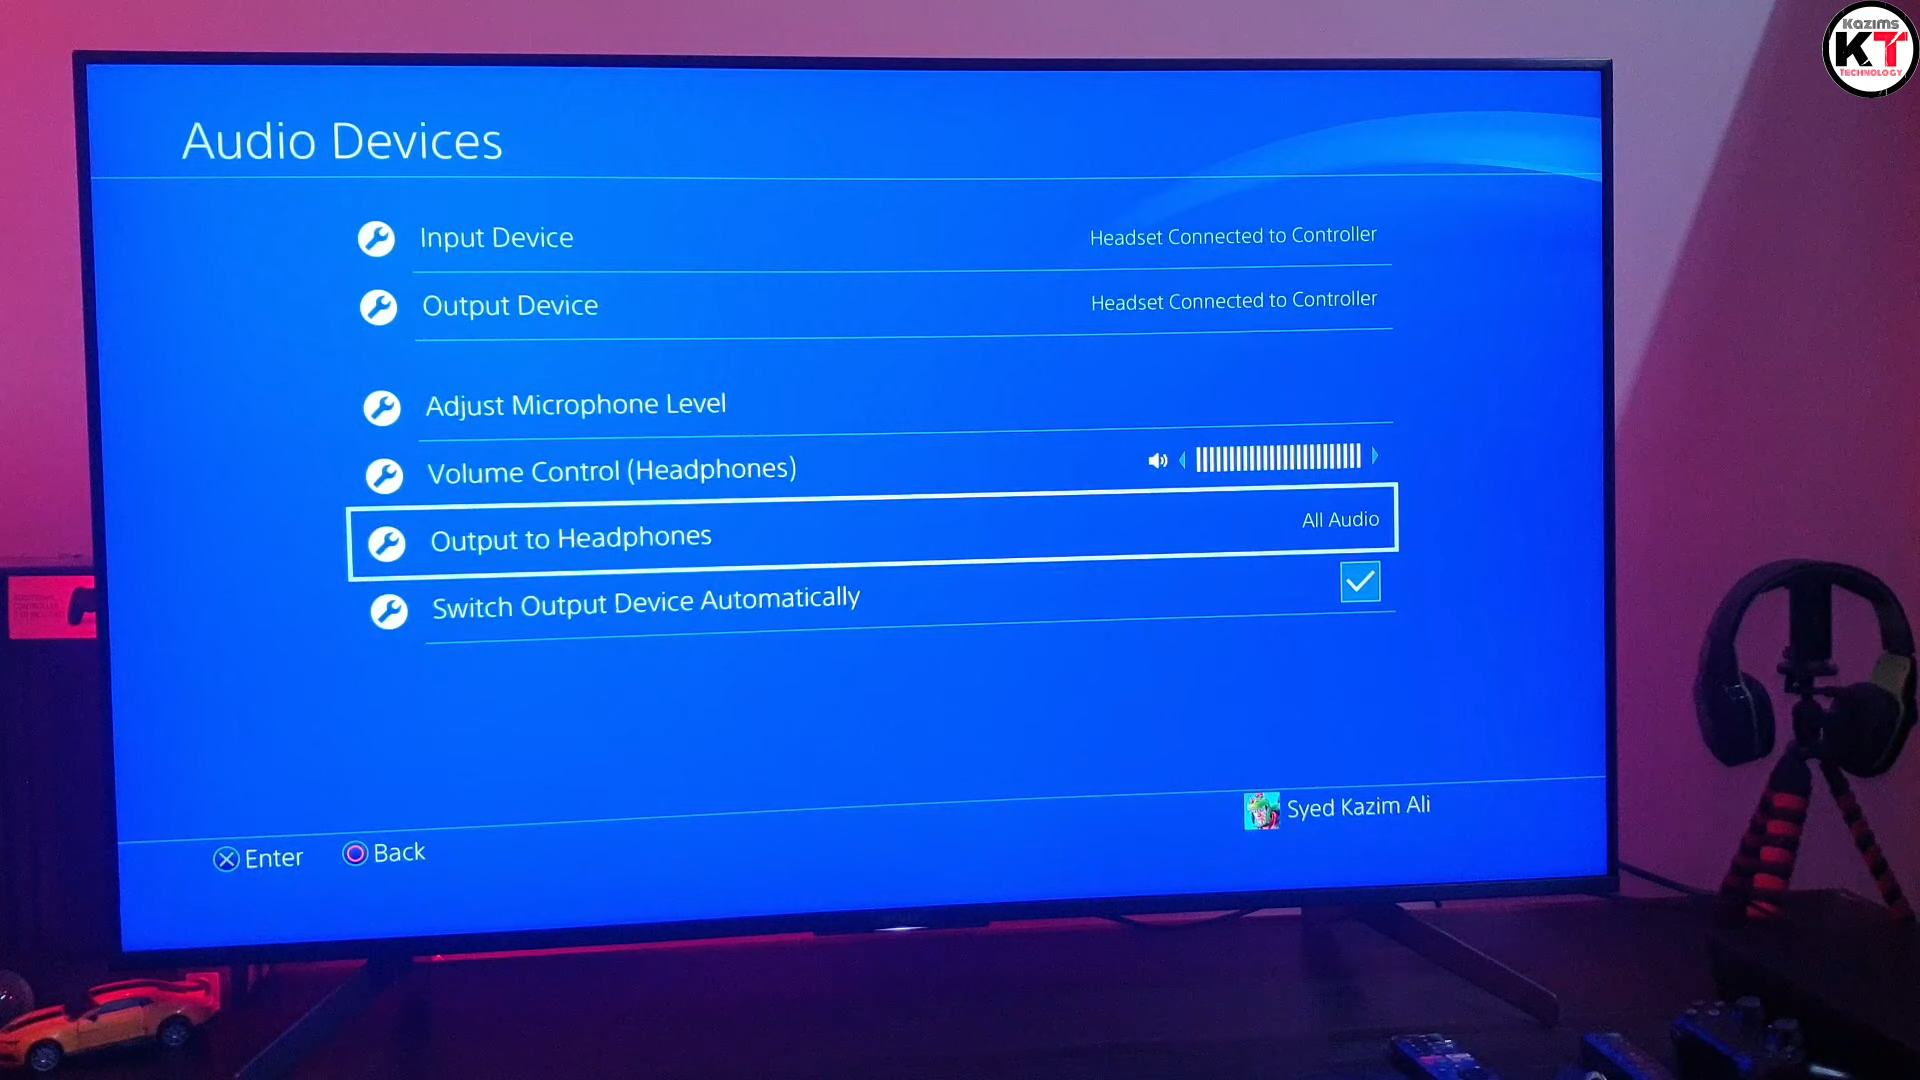 Kazims
KT
TECHNOLOGY
Audio Devices
Input Device Headset Connected to Controller
Output Device Headset Connected to Controller
Adjust Microphone Level
Volume Control (Headphones)
Output to Headphones All Audio
Switch Output Device Automatically
Syed Kazim Ali
Enter Back